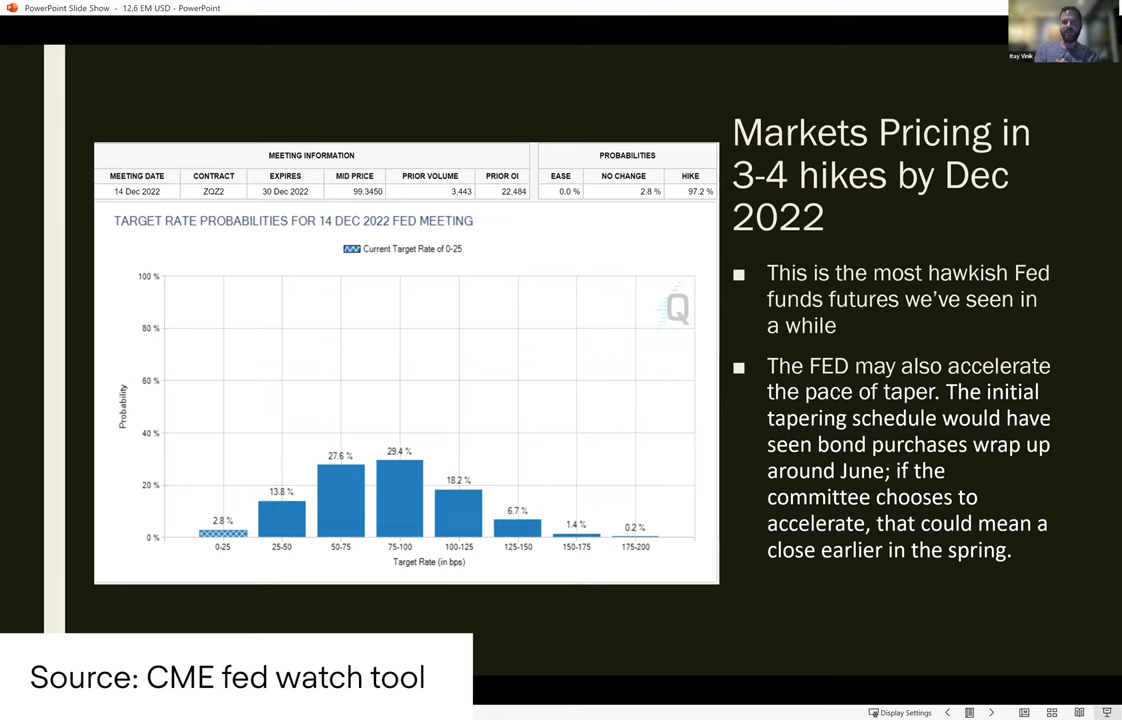 PowerPoint Slide Show - 12.6 EM USD - PowerPoint
Itay Vinik
MEETING INFORMATION
PROBABILITIES
MEETING DATE CONTRACT EXPIRES MID PRICE PRIOR VOLUME PRIOR OI EASE NO CHANGE HIKE
14 Dec 2022 ZQZ2 30 Dec 2022 99.3450 3,443 22,484 0.0 % 2.8 % 97.2 %
TARGET RATE PROBABILITIES FOR 14 DEC 2022 FED MEETING
Current Target Rate of 0-25
Q
100 %
80 %
60 %
40 %
20 %
0 %
Probability
2.8 %
13.8 %
27.6 %
29.4 %
18.2 %
6.7 %
1.4 %
0.2 %
0-25 25-50 50-75 75-100 100-125 125-150 150-175 175-200
Target Rate (in bps)
Markets Pricing in
3-4 hikes by Dec
2022
This is the most hawkish Fed
funds futures we’ve seen in
a while
The FED may also accelerate
the pace of taper. The initial
tapering schedule would have
seen bond purchases wrap up
around June; if the
committee chooses to
accelerate, that could mean a
close earlier in the spring.
Source: CME fed watch tool
Display Settings